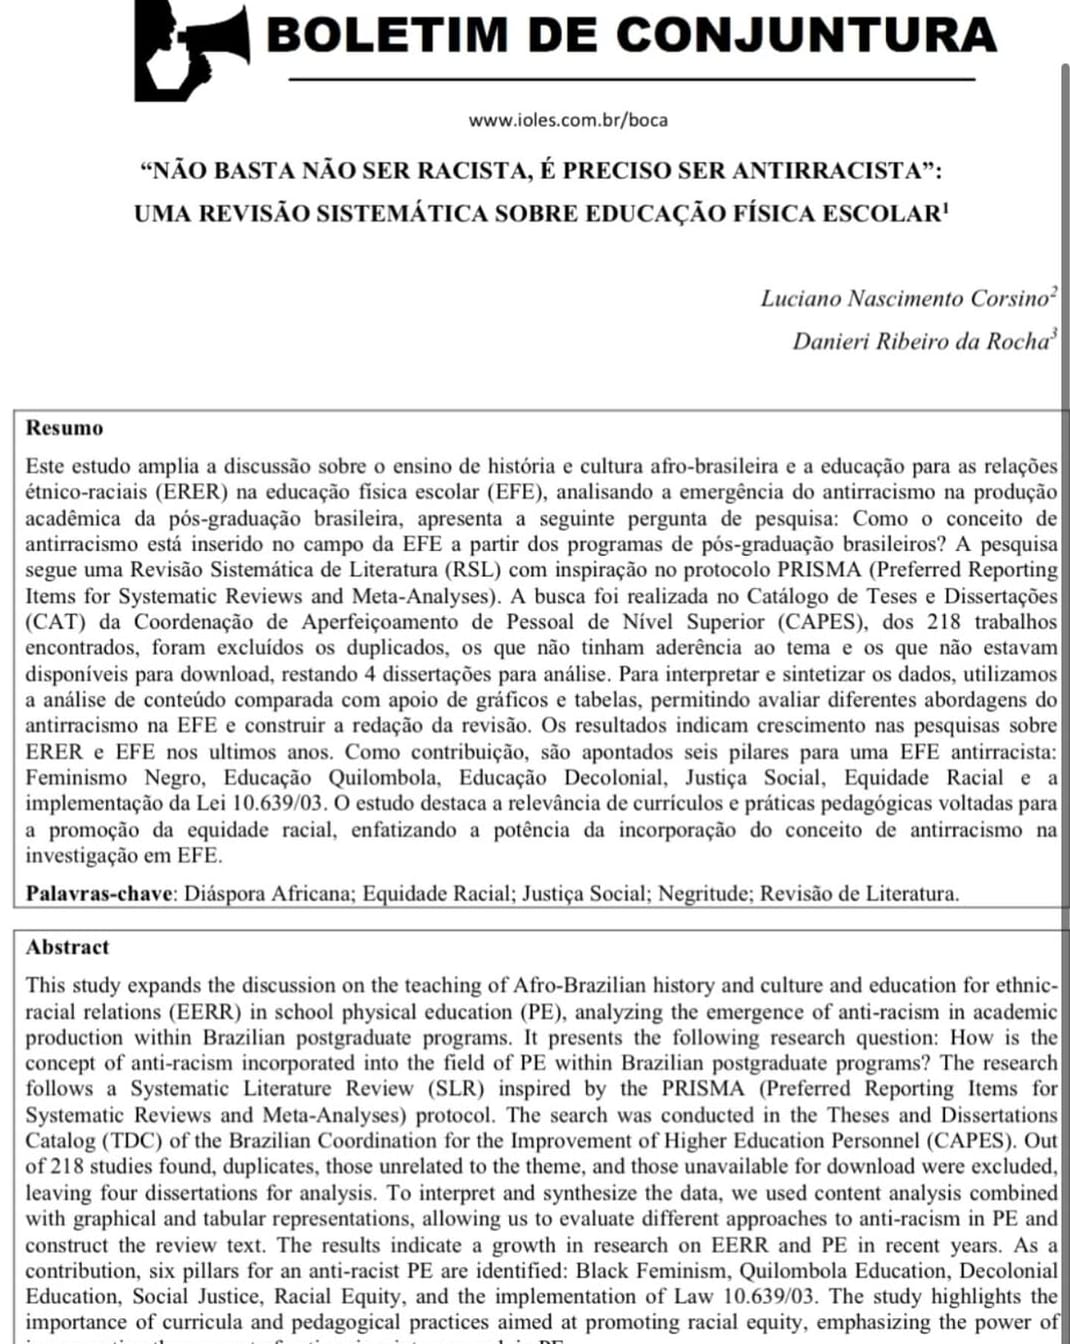 BOLETIM DE CONJUNTURA
www.ioles.com.br/boca
“NÃO BASTA NÃO SER RACISTA, É PRECISO SER ANTIRRACISTA”:
UMA REVISÃO SISTEMÁTICA SOBRE EDUCAÇÃO FÍSICA ESCOLAR¹
Luciano Nascimento Corsino²
Danieri Ribeiro da Rocha³
Resumo
Este estudo amplia a discussão sobre o ensino de história e cultura afro-brasileira e a educação para as relações
étnico-raciais (ERER) na educação física escolar (EFE), analisando a emergência do antirracismo na produção
acadêmica da pós-graduação brasileira, apresenta a seguinte pergunta de pesquisa: Como o conceito de
antirracismo está inserido no campo da EFE a partir dos programas de pós-graduação brasileiros? A pesquisa
segue uma Revisão Sistemática de Literatura (RSL) com inspiração no protocolo PRISMA (Preferred Reporting
Items for Systematic Reviews and Meta-Analyses). A busca foi realizada no Catálogo de Teses e Dissertações
(CAT) da Coordenação de Aperfeiçoamento de Pessoal de Nível Superior (CAPES), dos 218 trabalhos
encontrados, foram excluídos os duplicados, os que não tinham aderência ao tema e os que não estavam
disponíveis para download, restando 4 dissertações para análise. Para interpretar e sintetizar os dados, utilizamos
a análise de conteúdo comparada com apoio de gráficos e tabelas, permitindo avaliar diferentes abordagens do
antirracismo na EFE e construir a redação da revisão. Os resultados indicam crescimento nas pesquisas sobre
ERER e EFE nos ultimos anos. Como contribuição, são apontados seis pilares para uma EFE antirracista:
Feminismo Negro, Educação Quilombola, Educação Decolonial, Justiça Social, Equidade Racial e a
implementação da Lei 10.639/03. O estudo destaca a relevância de currículos e práticas pedagógicas voltadas para
a promoção da equidade racial, enfatizando a potência da incorporação do conceito de antirracismo na
investigação em EFE.
Palavras-chave: Diáspora Africana; Equidade Racial; Justiça Social; Negritude; Revisão de Literatura.
Abstract
This study expands the discussion on the teaching of Afro-Brazilian history and culture and education for ethnic-
racial relations (EERR) in school physical education (PE), analyzing the emergence of anti-racism in academic
production within Brazilian postgraduate programs. It presents the following research question: How is the
concept of anti-racism incorporated into the field of PE within Brazilian postgraduate programs? The research
follows a Systematic Literature Review (SLR) inspired by the PRISMA (Preferred Reporting Items for
Systematic Reviews and Meta-Analyses) protocol. The search was conducted in the Theses and Dissertations
Catalog (TDC) of the Brazilian Coordination for the Improvement of Higher Education Personnel (CAPES). Out
of 218 studies found, duplicates, those unrelated to the theme, and those unavailable for download were excluded,
leaving four dissertations for analysis. To interpret and synthesize the data, we used content analysis combined
with graphical and tabular representations, allowing us to evaluate different approaches to anti-racism in PE and
construct the review text. The results indicate a growth in research on EERR and PE in recent years. As a
contribution, six pillars for an anti-racist PE are identified: Black Feminism, Quilombola Education, Decolonial
Education, Social Justice, Racial Equity, and the implementation of Law 10.639/03. The study highlights the
importance of curricula and pedagogical practices aimed at promoting racial equity, emphasizing the power of